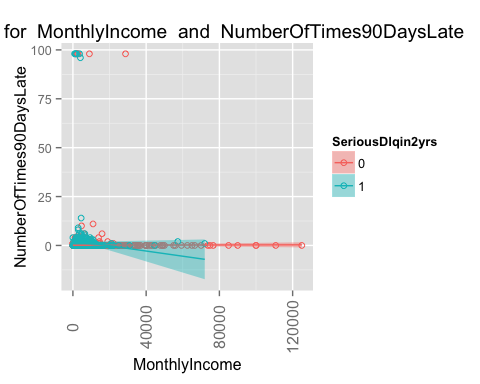 for MonthlyIncome and NumberOfTimes90DaysLate
100
75
50
25
0
NumberOfTimes90DaysLate
0
40000
80000
120000
MonthlyIncome
SeriousDlqin2yrs
0
1